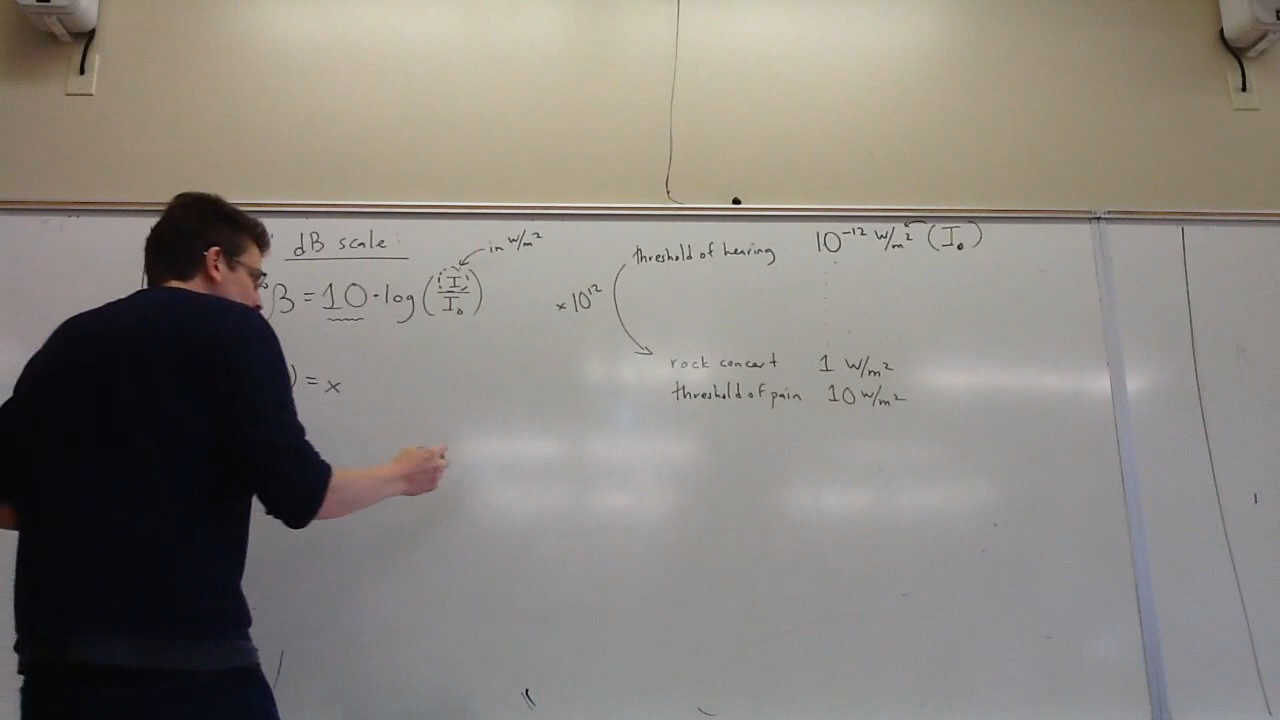 dB scale:
in W/m²
β = 10 · log(I/I₀)
) = x
× 10¹²
threshold of hearing 10⁻¹² W/m² (I₀)
rock concert 1 W/m²
threshold of pain 10 W/m²